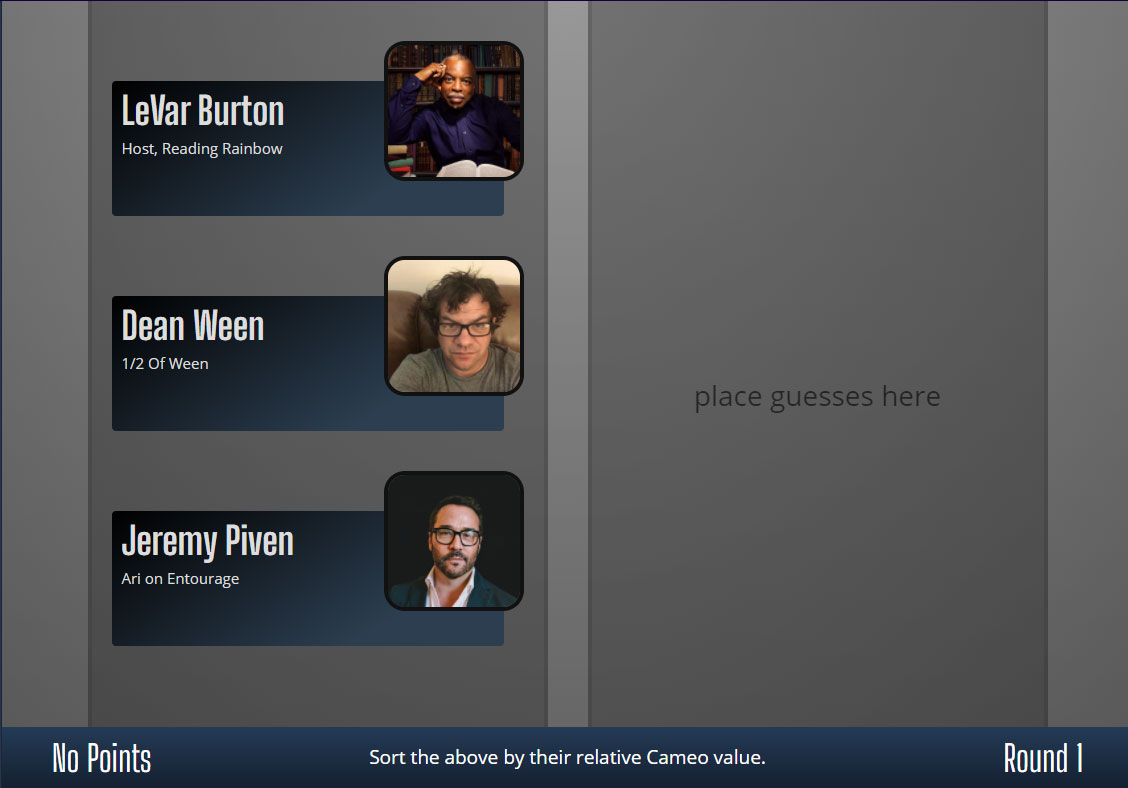 LeVar Burton
Host, Reading Rainbow
Dean Ween
1/2 Of Ween
Jeremy Piven
Ari on Entourage
place guesses here
No Points
Sort the above by their relative Cameo value.
Round 1